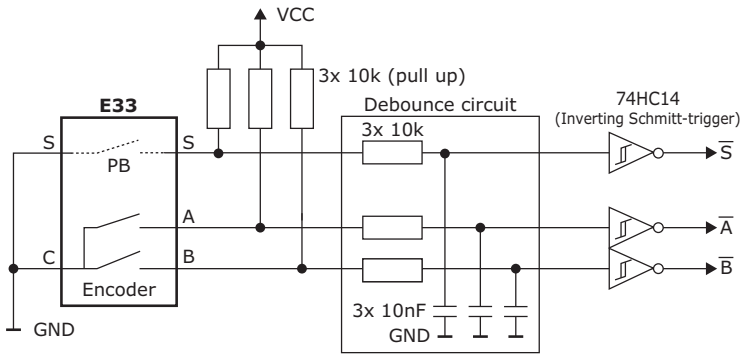 VCC
3x 10k (pull up)
E33
Debounce circuit
74HC14
(Inverting Schmitt-trigger)
3x 10k
S
S
S
PB
A
A
C
B
B
Encoder
3x 10nF
GND
GND